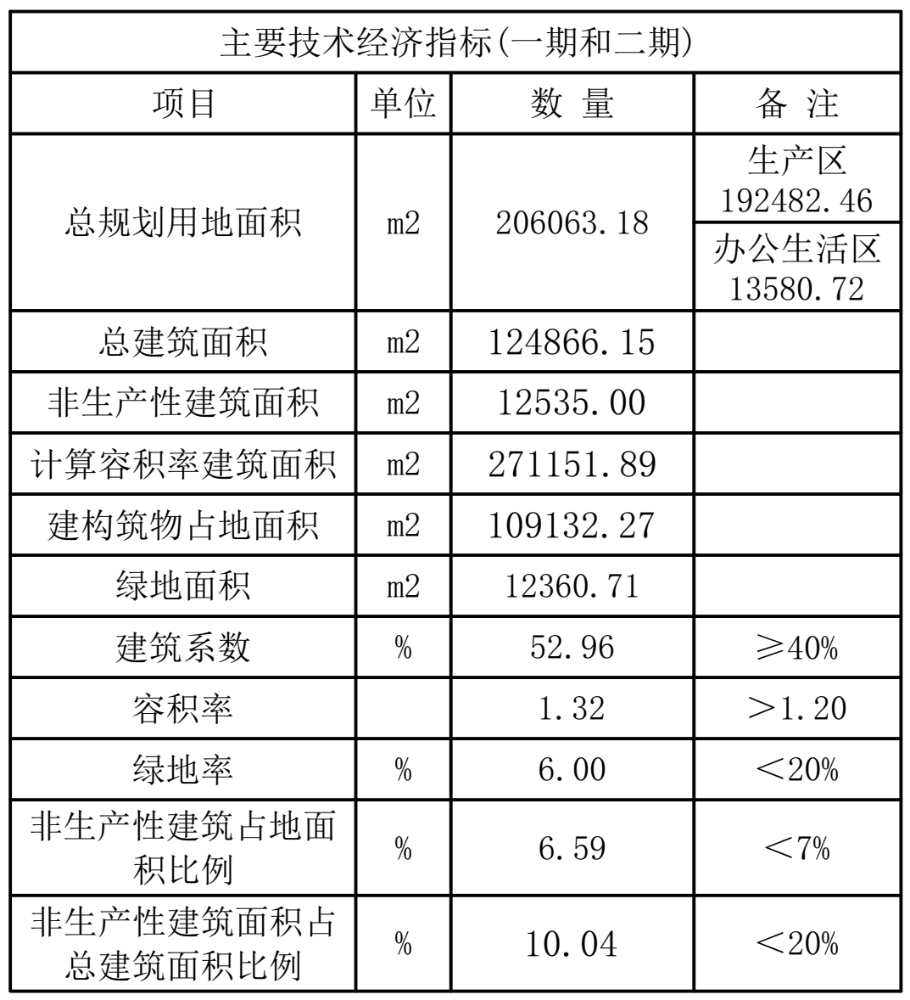 主要技术经济指标(一期和二期)
项目 单位 数 量 备 注
总规划用地面积 m2 206063.18 生产区
192482.46
办公生活区
13580.72
总建筑面积 m2 124866.15
非生产性建筑面积 m2 12535.00
计算容积率建筑面积 m2 271151.89
建构筑物占地面积 m2 109132.27
绿地面积 m2 12360.71
建筑系数 % 52.96 ≥40%
容积率 1.32 >1.20
绿地率 % 6.00 <20%
非生产性建筑占地面
积比例 % 6.59 <7%
非生产性建筑面积占
总建筑面积比例 % 10.04 <20%